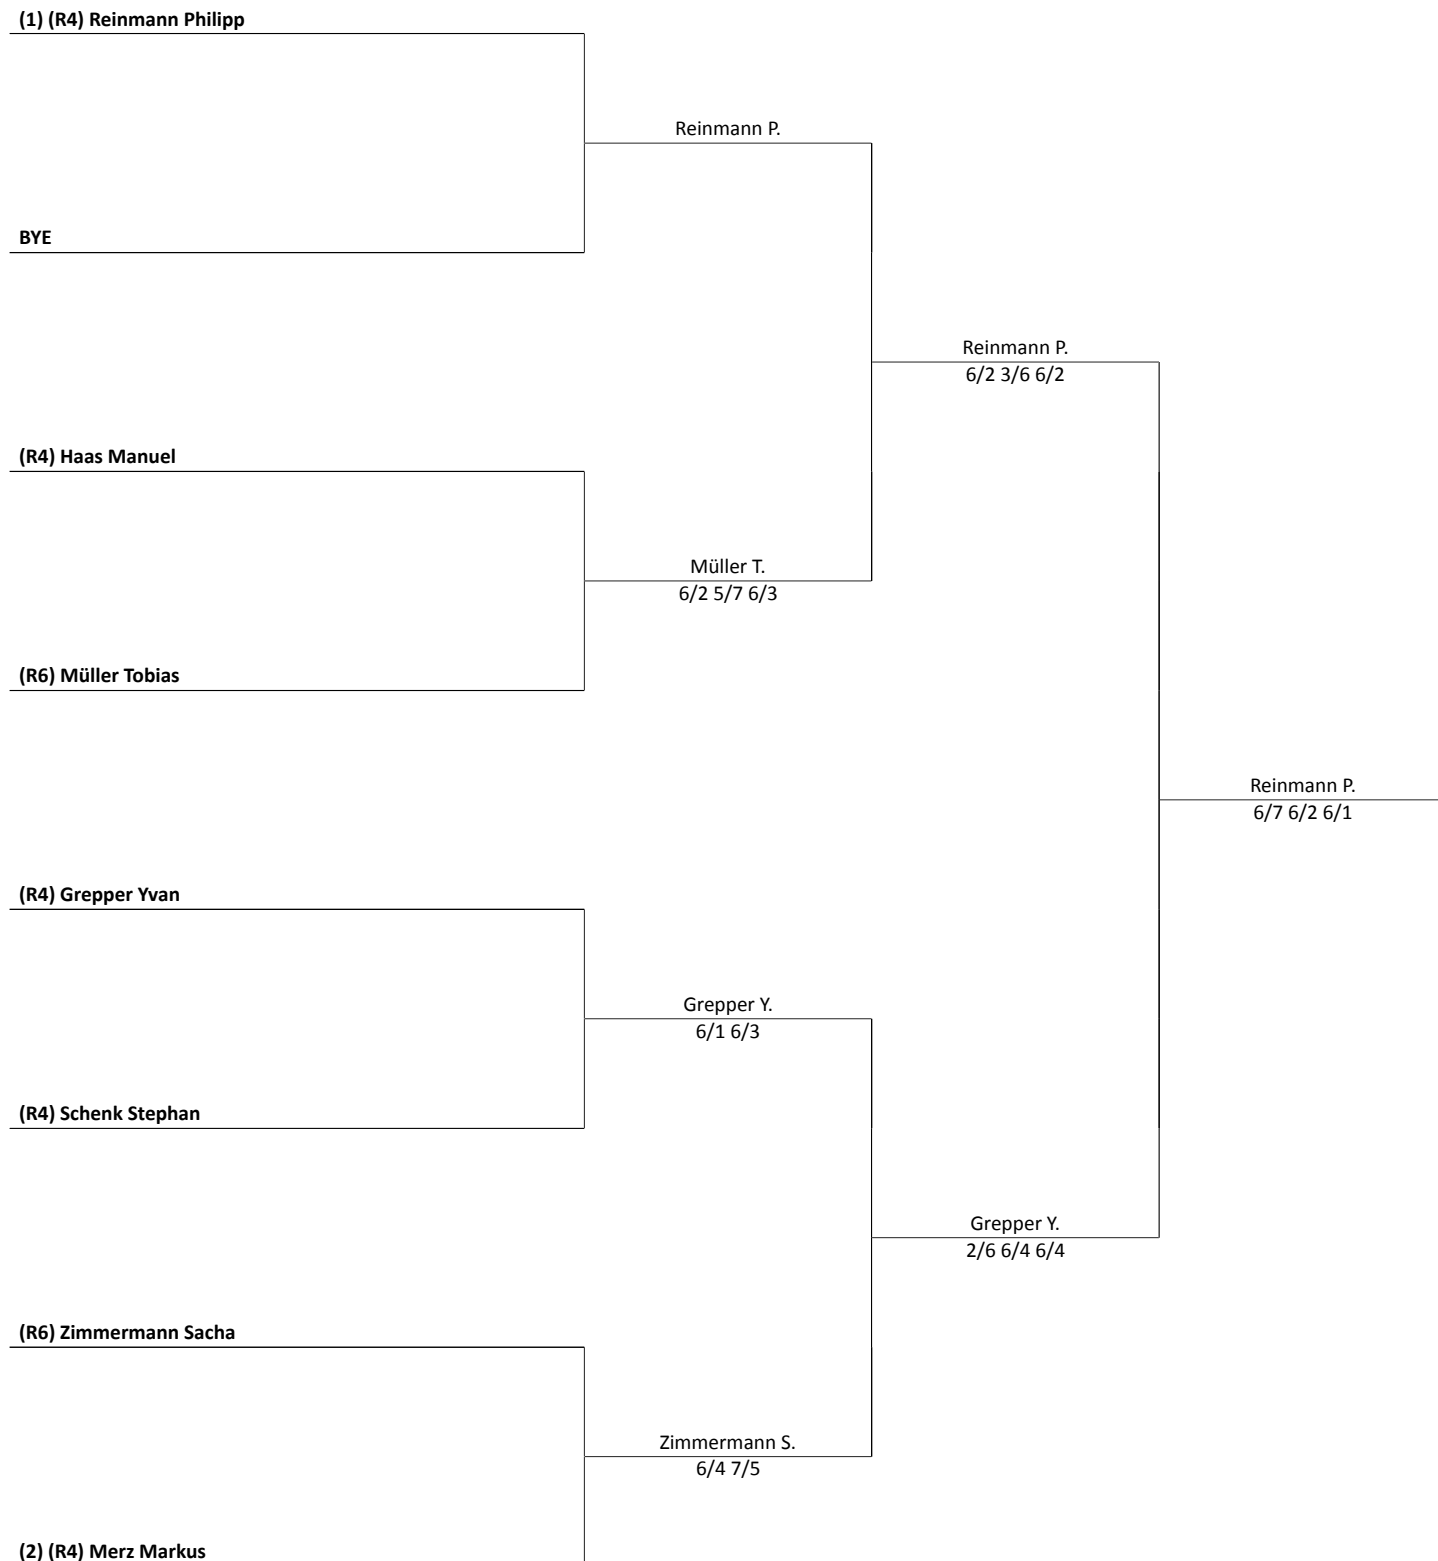 (1) (R4) Reinmann Philipp
Reinmann P.
BYE
Reinmann P.
6/2 3/6 6/2
(R4) Haas Manuel
Müller T.
6/2 5/7 6/3
(R6) Müller Tobias
Reinmann P.
6/7 6/2 6/1
(R4) Grepper Yvan
Grepper Y.
6/1 6/3
(R4) Schenk Stephan
Grepper Y.
2/6 6/4 6/4
(R6) Zimmermann Sacha
Zimmermann S.
6/4 7/5
(2) (R4) Merz Markus